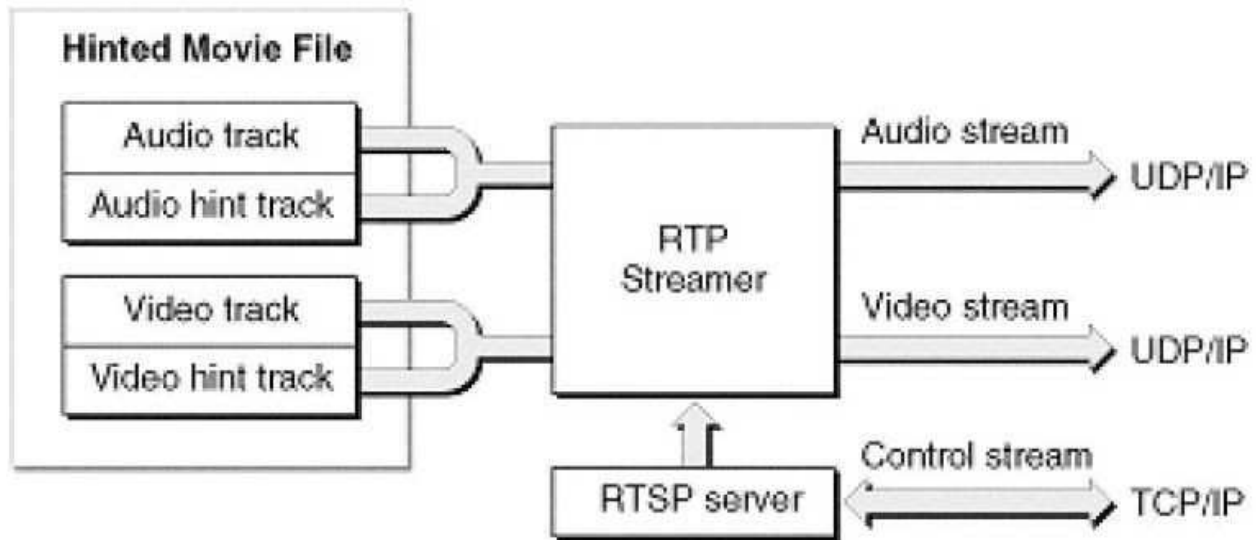 Hinted Movie File
Audio track
Audio hint track
Video track
Video hint track
RTP
Streamer
Audio stream
UDP/IP
Video stream
UDP/IP
RTSP server
Control stream
TCP/IP